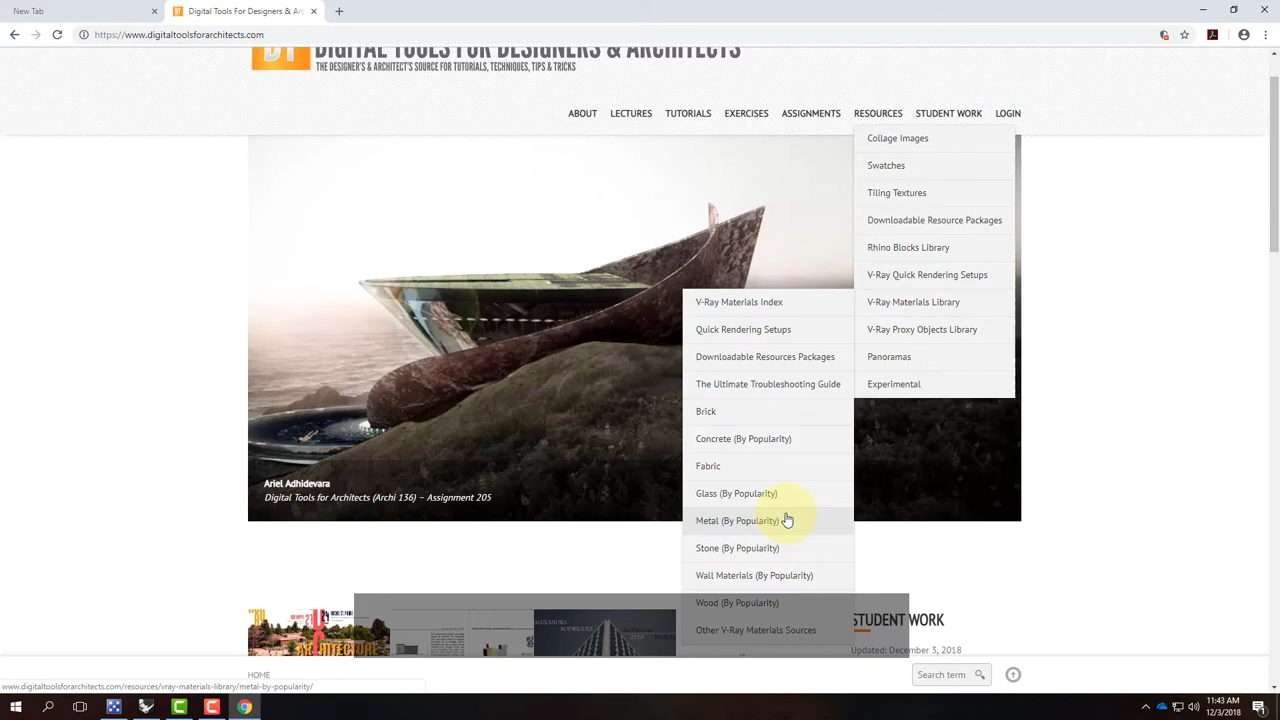 New Tab
Digital Tools For Designers & Ar
https://www.digitaltoolsforarchitects.com
DIGITAL TOOLS FOR DESIGNERS & ARCHITECTS
THE DESIGNER'S & ARCHITECT'S SOURCE FOR TUTORIALS, TECHNIQUES, TIPS & TRICKS
ABOUT LECTURES TUTORIALS EXERCISES ASSIGNMENTS RESOURCES STUDENT WORK LOGIN
Collage Images
Swatches
Tiling Textures
Downloadable Resource Packages
Rhino Blocks Library
V-Ray Quick Rendering Setups
V-Ray Materials Library
V-Ray Proxy Objects Library
Panoramas
Experimental
V-Ray Materials Index
Quick Rendering Setups
Downloadable Resources Packages
The Ultimate Troubleshooting Guide
Brick
Concrete (By Popularity)
Fabric
Glass (By Popularity)
Metal (By Popularity)
Stone (By Popularity)
Wall Materials (By Popularity)
Wood (By Popularity)
Other V-Ray Materials Sources
Ariel Adhidevara
Digital Tools for Architects (Archi 136) – Assignment 205
STUDENT WORK
Updated: December 3, 2018
HOME
Search term
www.digitaltoolsforarchitects.com/resources/vray-materials-library/metal-by-popularity/
11:43 AM
12/3/2018